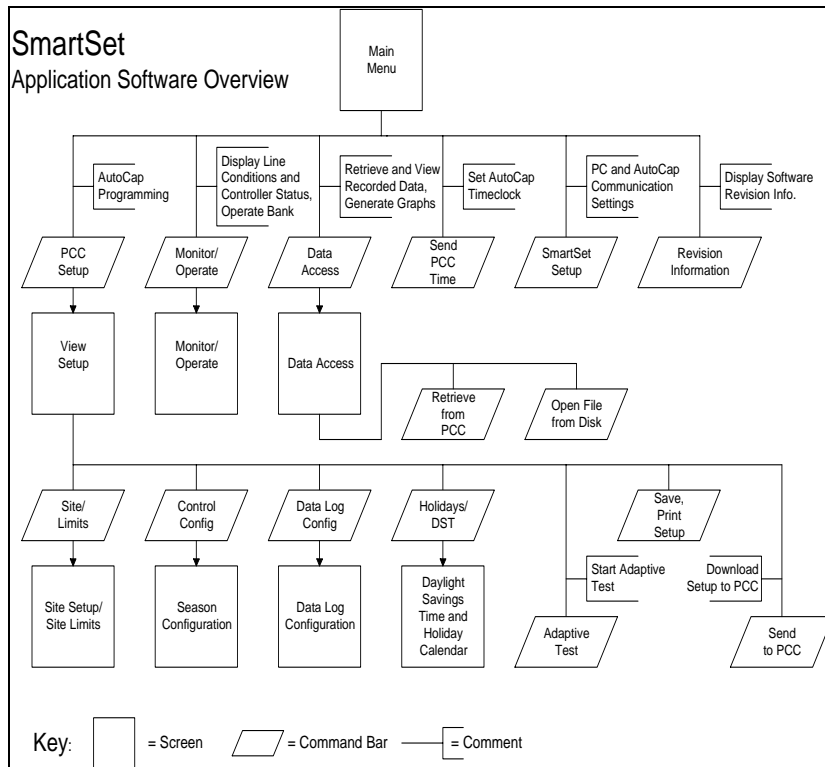 SmartSet
Application Software Overview
Main
Menu
AutoCap
Programming
Display Line
Conditions and
Controller Status,
Operate Bank
Retrieve and View
Recorded Data,
Generate Graphs
Set AutoCap
Timeclock
PC and AutoCap
Communication
Settings
Display Software
Revision Info.
PCC
Setup
Monitor/
Operate
Data
Access
Send
PCC
Time
SmartSet
Setup
Revision
Information
View
Setup
Monitor/
Operate
Data Access
Retrieve
from
PCC
Open File
from Disk
Site/
Limits
Control
Config
Data Log
Config
Holidays/
DST
Save,
Print
Setup
Start Adaptive
Test
Download
Setup to PCC
Site Setup/
Site Limits
Season
Configuration
Data Log
Configuration
Daylight
Savings
Time and
Holiday
Calendar
Adaptive
Test
Send
to PCC
Key:
= Screen
= Command Bar
= Comment